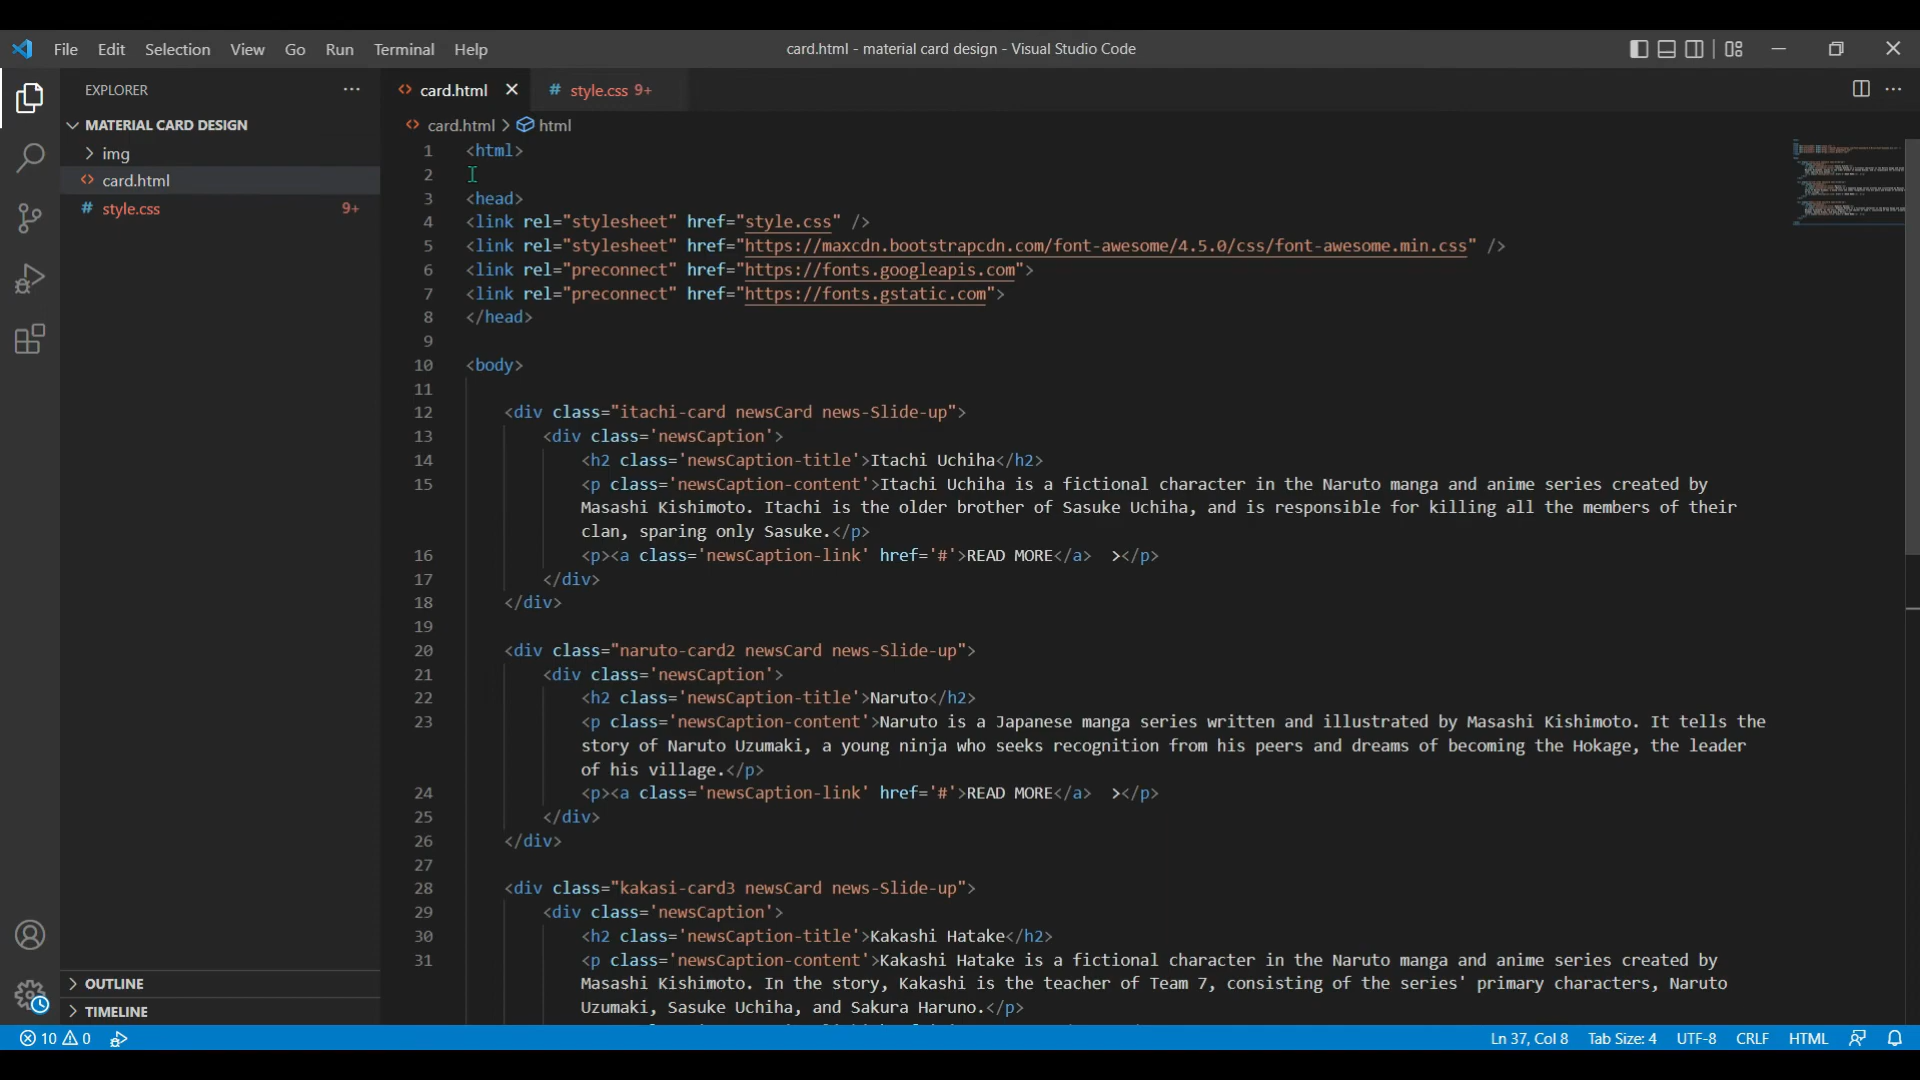 File Edit Selection View Go Run Terminal Help
card.html - material card design - Visual Studio Code
EXPLORER
card.html
# style.css 9+
MATERIAL CARD DESIGN
img
card.html
# style.css 9+
card.html > html
1 <html>
2
3 <head>
4 <link rel="stylesheet" href="style.css" />
5 <link rel="stylesheet" href="https://maxcdn.bootstrapcdn.com/font-awesome/4.5.0/css/font-awesome.min.css" />
6 <link rel="preconnect" href="https://fonts.googleapis.com">
7 <link rel="preconnect" href="https://fonts.gstatic.com">
8 </head>
9
10 <body>
11
12 <div class="itachi-card newsCard news-Slide-up">
13 <div class='newsCaption'>
14 <h2 class='newsCaption-title'>Itachi Uchiha</h2>
15 <p class='newsCaption-content'>Itachi Uchiha is a fictional character in the Naruto manga and anime series created by
Masashi Kishimoto. Itachi is the older brother of Sasuke Uchiha, and is responsible for killing all the members of their
clan, sparing only Sasuke.</p>
16 <p><a class='newsCaption-link' href='#'>READ MORE</a>  ></p>
17 </div>
18 </div>
19
20 <div class="naruto-card2 newsCard news-Slide-up">
21 <div class='newsCaption'>
22 <h2 class='newsCaption-title'>Naruto</h2>
23 <p class='newsCaption-content'>Naruto is a Japanese manga series written and illustrated by Masashi Kishimoto. It tells the
story of Naruto Uzumaki, a young ninja who seeks recognition from his peers and dreams of becoming the Hokage, the leader
of his village.</p>
24 <p><a class='newsCaption-link' href='#'>READ MORE</a>  ></p>
25 </div>
26 </div>
27
28 <div class="kakasi-card3 newsCard news-Slide-up">
29 <div class='newsCaption'>
30 <h2 class='newsCaption-title'>Kakashi Hatake</h2>
31 <p class='newsCaption-content'>Kakashi Hatake is a fictional character in the Naruto manga and anime series created by
Masashi Kishimoto. In the story, Kakashi is the teacher of Team 7, consisting of the series' primary characters, Naruto
Uzumaki, Sasuke Uchiha, and Sakura Haruno.</p>
OUTLINE
TIMELINE
10 0
Ln 37, Col 8 Tab Size: 4 UTF-8 CRLF HTML